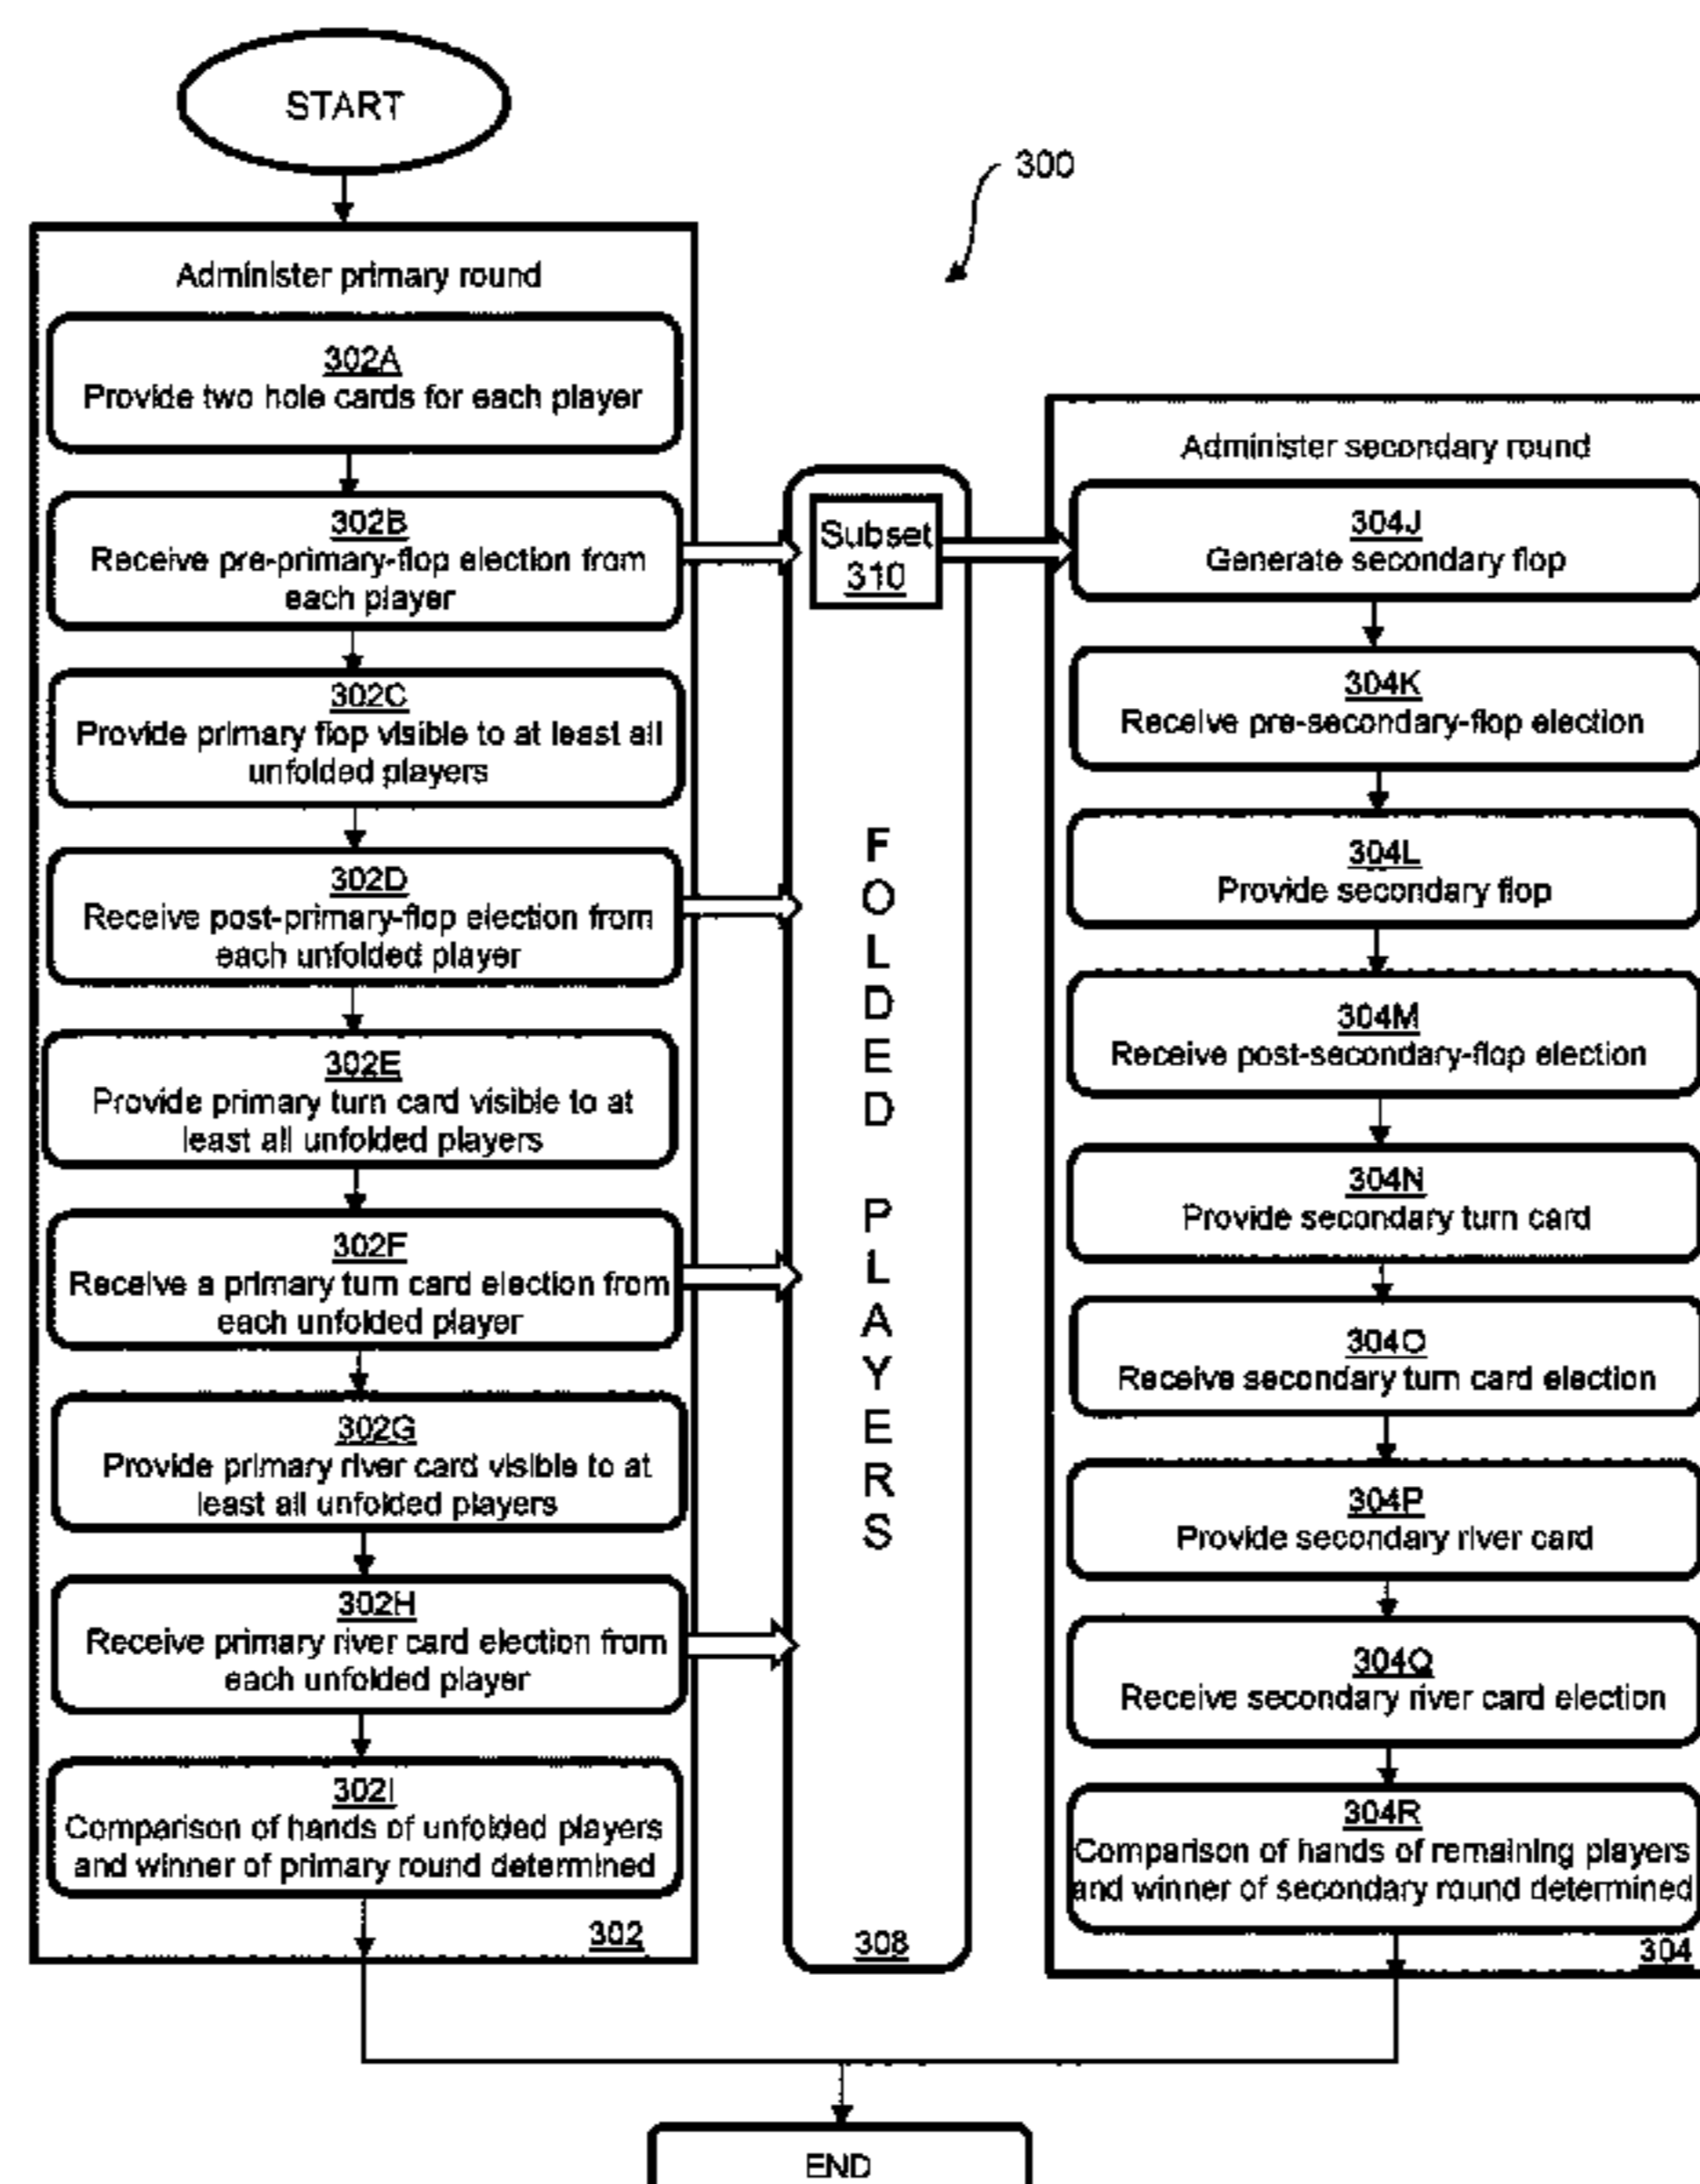 START
300
Administer primary round
302A
Provide two hole cards for each player
302B
Receive pre-primary-flop election from
each player
302C
Provide primary flop visible to at least all
unfolded players
302D
Receive post-primary-flop election from
each unfolded player
302E
Provide primary turn card visible to at
least all unfolded players
302F
Receive a primary turn card election from
each unfolded player
302G
Provide primary river card visible to at
least all unfolded players
302H
Receive primary river card election from
each unfolded player
302I
Comparison of hands of unfolded players
and winner of primary round determined
302
Subset
310
FOLDED PLAYERS
308
Administer secondary round
304J
Generate secondary flop
304K
Receive pre-secondary-flop election
304L
Provide secondary flop
304M
Receive post-secondary-flop election
304N
Provide secondary turn card
304O
Receive secondary turn card election
304P
Provide secondary river card
304Q
Receive secondary river card election
304R
Comparison of hands of remaining players
and winner of secondary round determined
304
END